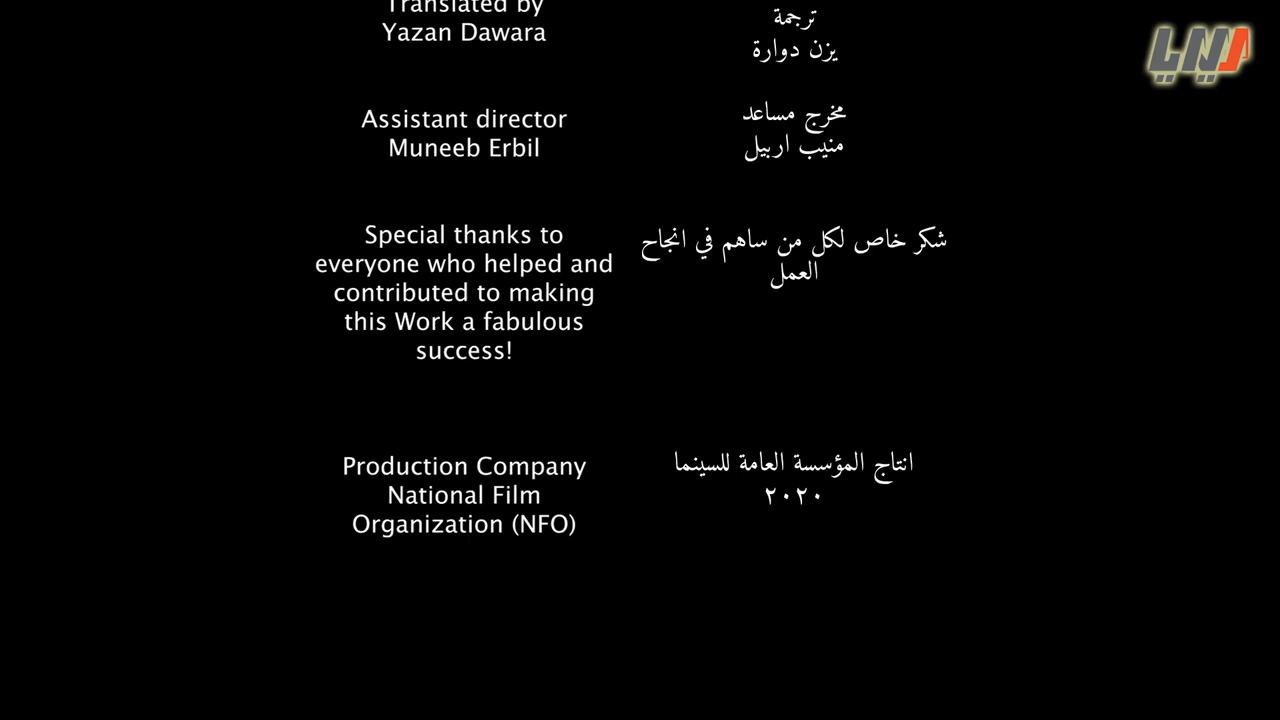 Translated by
Yazan Dawara
ترجمة
يزن دوارة
Assistant director
Muneeb Erbil
مخرج مساعد
منيب اربيل
Special thanks to
everyone who helped and
contributed to making
this Work a fabulous
success!
شكر خاص لكل من ساهم في انجاح
العمل
Production Company
National Film
Organization (NFO)
انتاج المؤسسة العامة للسينما
٢٠٢٠